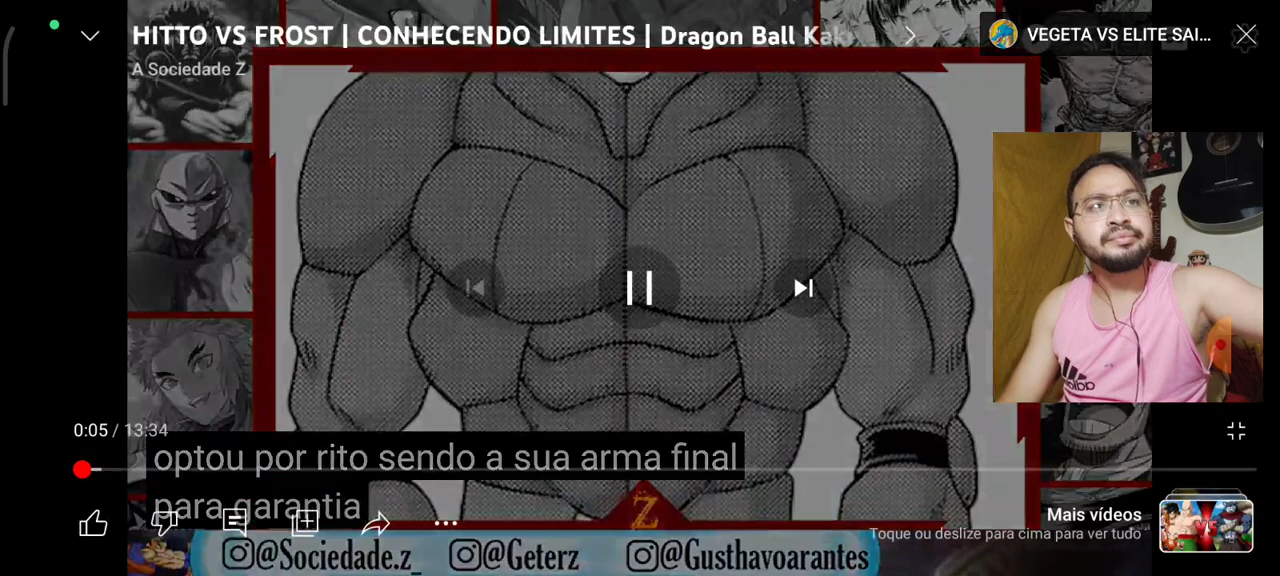 HITTO VS FROST | CONHECENDO LIMITES | Dragon Ball Kak
VEGETA VS ELITE SAI...
A Sociedade Z
adidas
0:05 / 13:34
optou por rito sendo a sua arma final
para garantia
Z
Mais vídeos
Toque ou deslize para cima para ver tudo
VS
@Sociedade.z_ @Geterz @Gusthavoarantes